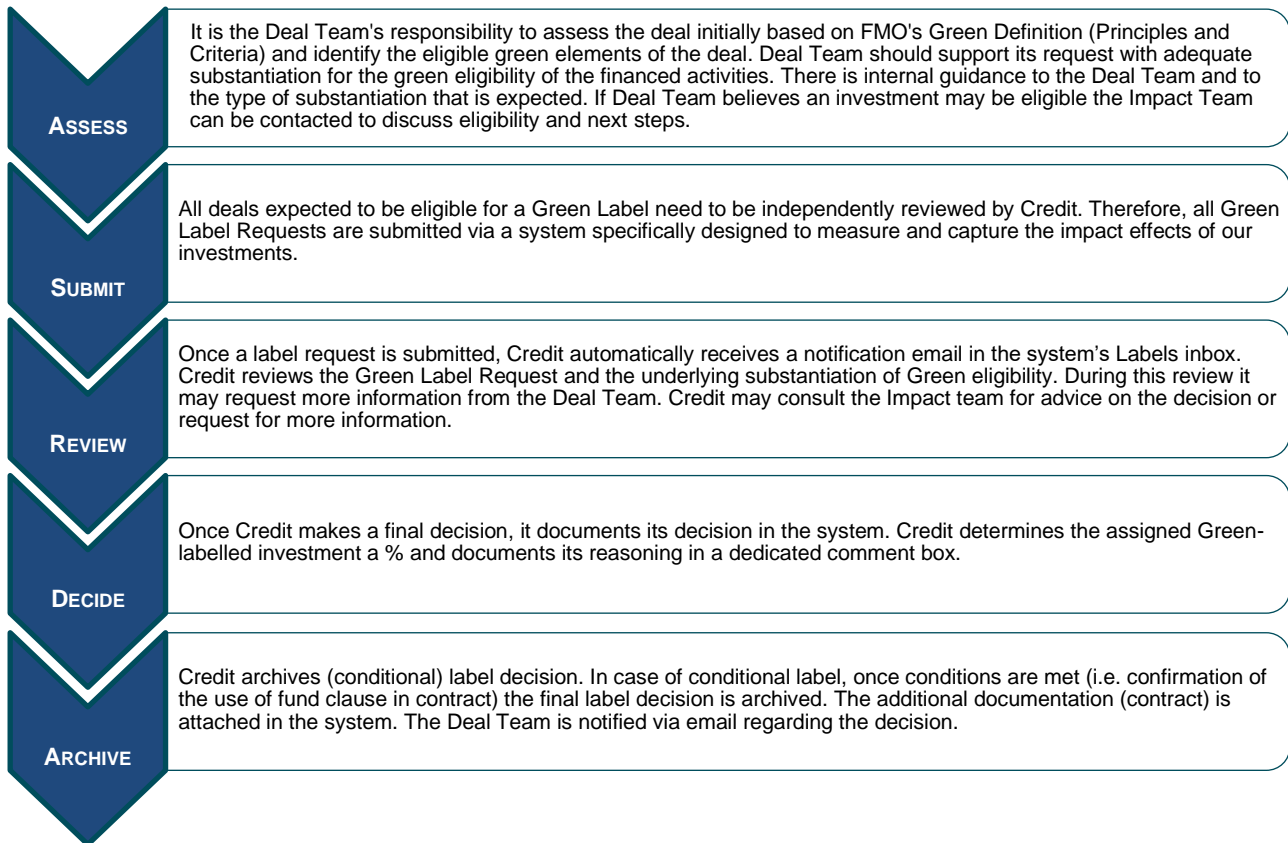 It is the Deal Team's responsibility to assess the deal initially based on FMO's Green Definition (Principles and
Criteria) and identify the eligible green elements of the deal. Deal Team should support its request with adequate
substantiation for the green eligibility of the financed activities. There is internal guidance to the Deal Team and to
the type of substantiation that is expected. If Deal Team believes an investment may be eligible the Impact Team
can be contacted to discuss eligibility and next steps.
ASSESS
All deals expected to be eligible for a Green Label need to be independently reviewed by Credit. Therefore, all Green
Label Requests are submitted via a system specifically designed to measure and capture the impact effects of our
investments.
SUBMIT
Once a label request is submitted, Credit automatically receives a notification email in the system’s Labels inbox.
Credit reviews the Green Label Request and the underlying substantiation of Green eligibility. During this review it
may request more information from the Deal Team. Credit may consult the Impact team for advice on the decision or
request for more information.
REVIEW
Once Credit makes a final decision, it documents its decision in the system. Credit determines the assigned Green-
labelled investment a % and documents its reasoning in a dedicated comment box.
DECIDE
Credit archives (conditional) label decision. In case of conditional label, once conditions are met (i.e. confirmation of
the use of fund clause in contract) the final label decision is archived. The additional documentation (contract) is
attached in the system. The Deal Team is notified via email regarding the decision.
ARCHIVE